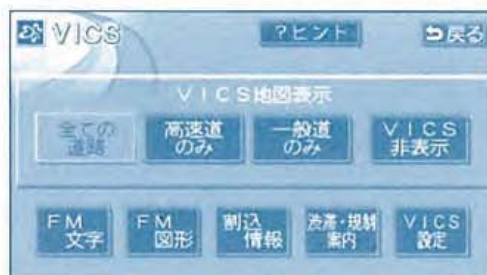 VICS ?ヒント 戻る
VICS地図表示
全ての 高速道 一般道 VICS
道路 のみ のみ 非表示
FM FM 割込 渋滞・規制 VICS
文字 図形 情報 案内 設定